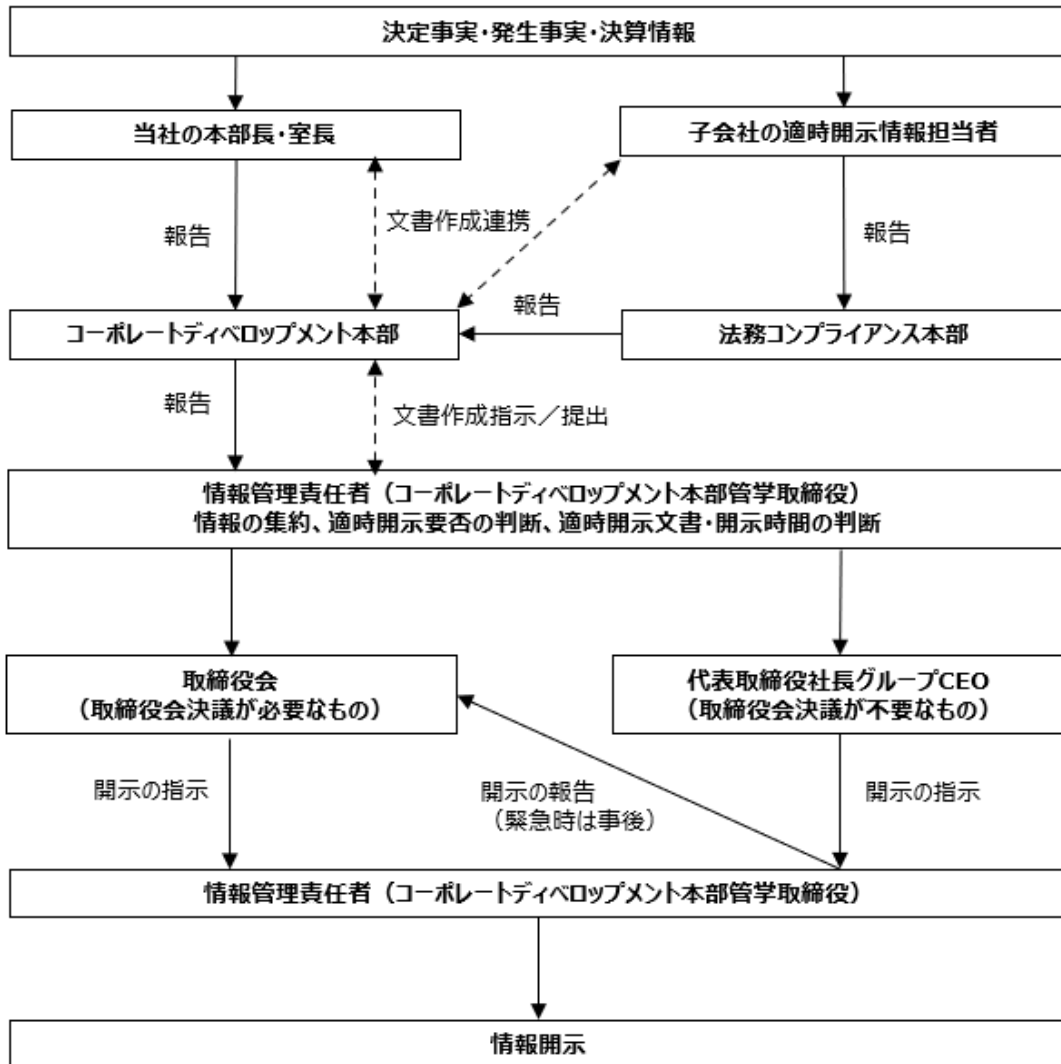 決定事実・発生事実・決算情報
当社の本部長・室長
子会社の適時開示情報担当者
文書作成連携
報告
報告
報告
コーポレートディベロップメント本部
法務コンプライアンス本部
報告
文書作成指示／提出
情報管理責任者（コーポレートディベロップメント本部管学取締役）
情報の集約、適時開示要否の判断、適時開示文書・開示時間の判断
取締役会
（取締役会決議が必要なもの）
代表取締役社長グループCEO
（取締役会決議が不要なもの）
開示の指示
開示の報告
（緊急時は事後）
開示の指示
情報管理責任者（コーポレートディベロップメント本部管学取締役）
情報開示